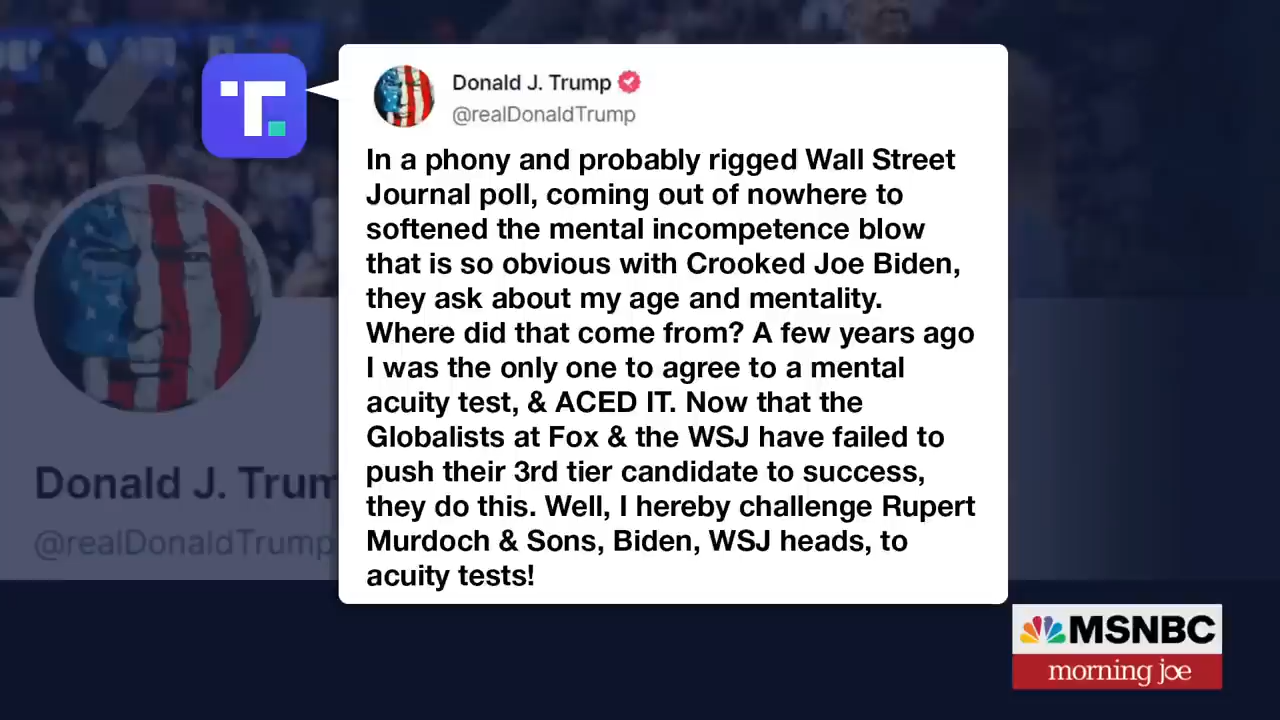 T.
Donald J. Trump
@realDonaldTrump
In a phony and probably rigged Wall Street
Journal poll, coming out of nowhere to
softened the mental incompetence blow
that is so obvious with Crooked Joe Biden,
they ask about my age and mentality.
Where did that come from? A few years ago
I was the only one to agree to a mental
acuity test, & ACED IT. Now that the
Globalists at Fox & the WSJ have failed to
push their 3rd tier candidate to success,
they do this. Well, I hereby challenge Rupert
Murdoch & Sons, Biden, WSJ heads, to
acuity tests!
Donald J. Trum
@realDonaldTrump
MSNBC
morning joe